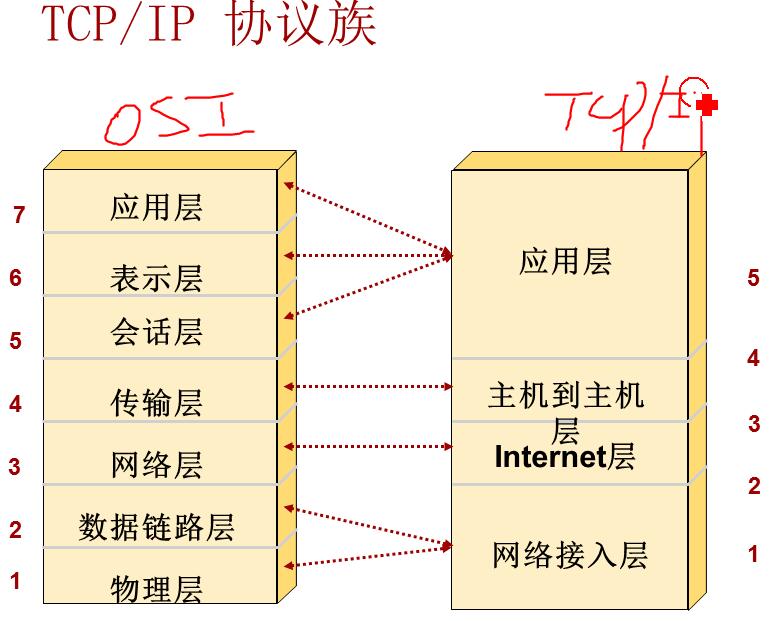 TCP/IP 协议族
OSI
TCP/I
7
应用层
6
表示层
5
会话层
4
传输层
3
网络层
2
数据链路层
1
物理层
应用层
主机到主机
层
Internet层
网络接入层
5
4
3
2
1